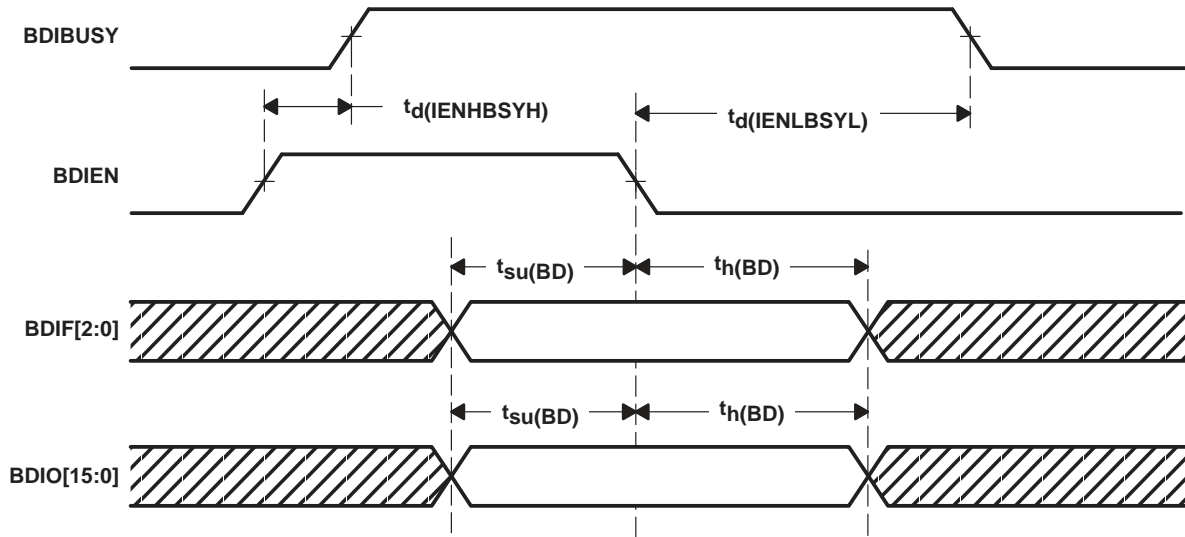 BDIBUSY
td(IENHBSYH)
td(IENLBSYL)
BDIEN
tsu(BD)
th(BD)
BDIF[2:0]
tsu(BD)
th(BD)
BDIO[15:0]